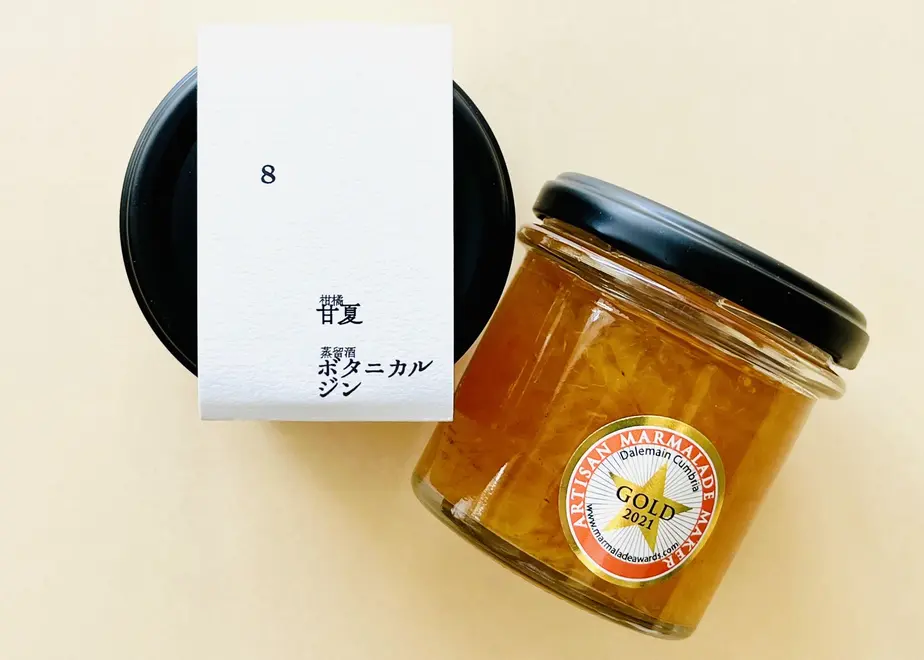 8
柑橘
甘夏
蒸留酒
ボタニカル
ジン
ARTISAN MARMALADE MAKER
Dalemain Cumbria
GOLD
2021
www.marmaladeawards.com